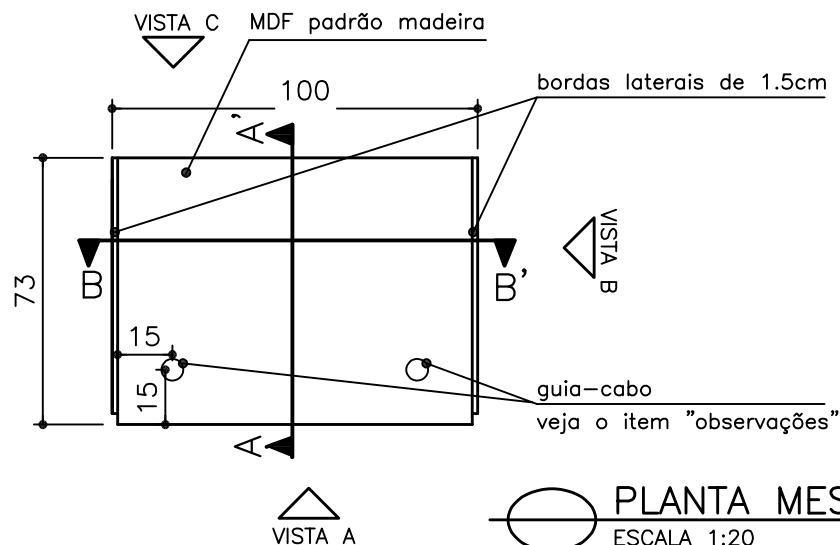 VISTA C
MDF padrão madeira
bordas laterais de 1.5cm
100
A'
VISTA B
B
B'
73
15
15
guia-cabo
veja o item "observações"
A
VISTA A
PLANTA MES
ESCALA 1:20